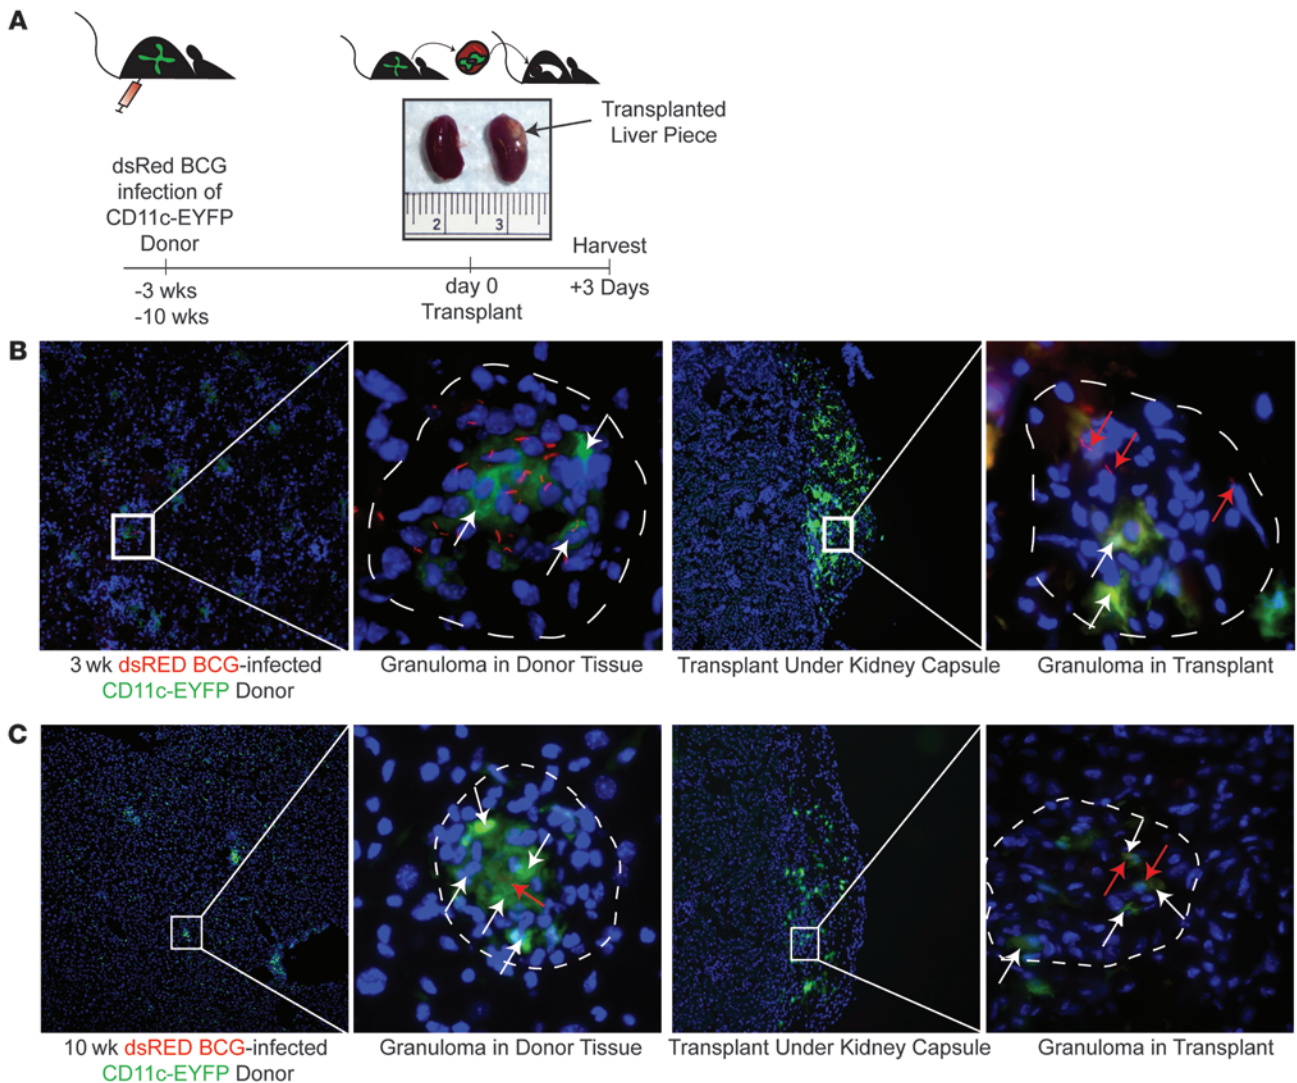 A
Transplanted
Liver Piece
dsRed BCG
infection of
CD11c-EYFP
Donor
2 3
Harvest
-3 wks
-10 wks
day 0
Transplant
+3 Days
B
3 wk dsRED BCG-infected
CD11c-EYFP Donor
Granuloma in Donor Tissue
Transplant Under Kidney Capsule
Granuloma in Transplant
C
10 wk dsRED BCG-infected
CD11c-EYFP Donor
Granuloma in Donor Tissue
Transplant Under Kidney Capsule
Granuloma in Transplant